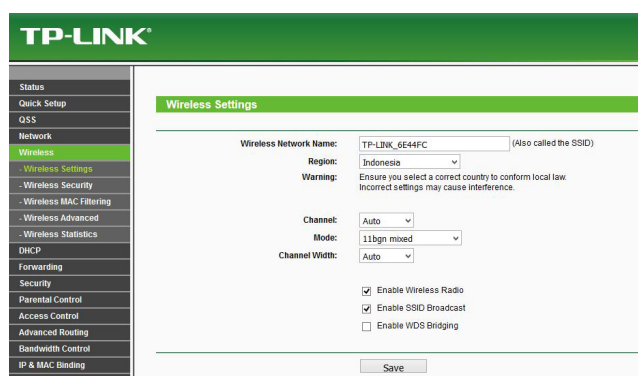 TP-LINK®
Status
Quick Setup
QSS
Network
Wireless
- Wireless Settings
- Wireless Security
- Wireless MAC Filtering
- Wireless Advanced
- Wireless Statistics
DHCP
Forwarding
Security
Parental Control
Access Control
Advanced Routing
Bandwidth Control
IP & MAC Binding
Wireless Settings
Wireless Network Name: TP-LINK_6E44FC (Also called the SSID)
Region: Indonesia
Warning: Ensure you select a correct country to conform local law.
Incorrect settings may cause interference.
Channel: Auto
Mode: 11bgn mixed
Channel Width: Auto
Enable Wireless Radio
Enable SSID Broadcast
Enable WDS Bridging
Save